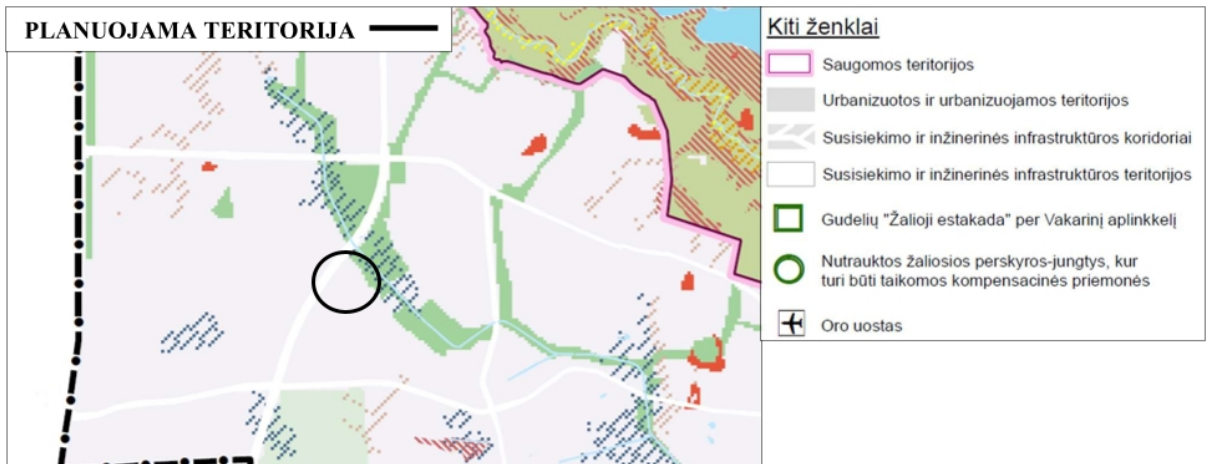 PLANUOJAMA TERITORIJA
Kiti ženklai
Saugomos teritorijos
Urbanizuotos ir urbanizuojamos teritorijos
Susisiekimo ir inžinerinės infrastruktūros koridoriai
Susisiekimo ir inžinerinės infrastruktūros teritorijos
Gudelių "Žalioji estakada" per Vakarinį aplinkkelį
Nutrauktos žaliosios perskyros-jungtys, kur
turi būti taikomos kompensacinės priemonės
Oro uostas